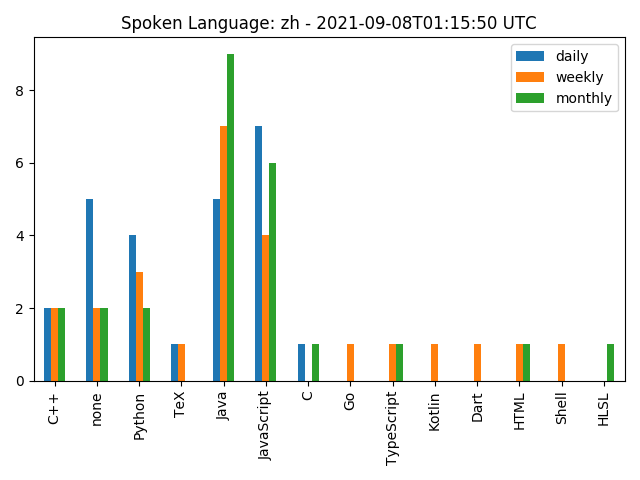 Spoken Language: zh - 2021-09-08T01:15:50 UTC
daily
weekly
monthly
8
6
4
2
0
C++
none
Python
TeX
Java
JavaScript
C
Go
TypeScript
Kotlin
Dart
HTML
Shell
HLSL